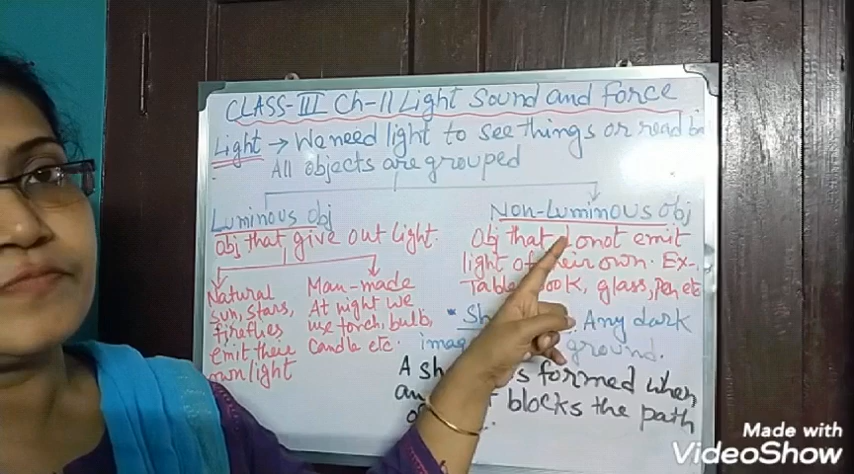 CLASS-III Ch-11 Light Sound and force
Light → We need light to see things or read
All objects are grouped
Luminous obj
Obj that give out light.
Natural
sun, stars,
fireflies
emit their
own light
Man-made
At night we
use torch, bulb,
candle etc.
Non-Luminous obj
Obj that donot emit
light of their own. Ex-
Table, book, glass, pen etc
Any dark
ground.
A formed when
blocks the path
Made with
VideoShow